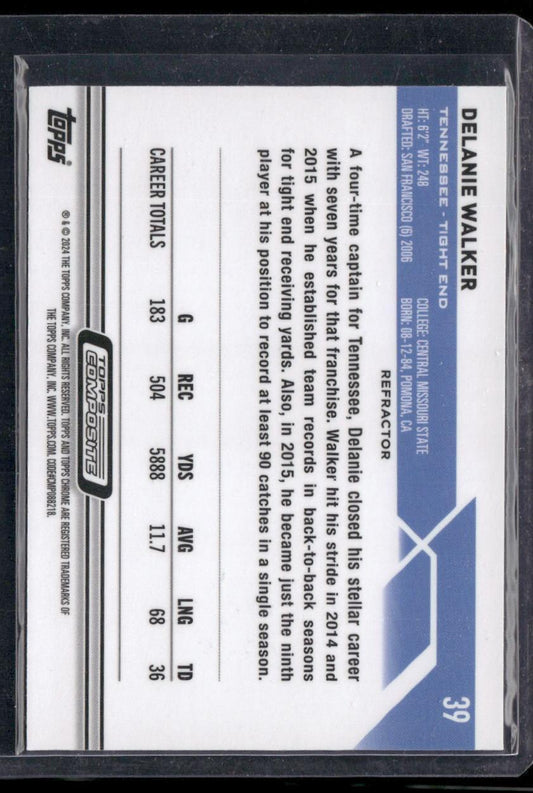 DELANIE WALKER
39
TENNESSEE - TIGHT END
HT: 6'2" WT: 248 COLLEGE: CENTRAL MISSOURI STATE
DRAFTED: SAN FRANCISCO (6) 2006 BORN: 08-12-84, POMONA, CA
REFRACTOR
A four-time captain for Tennessee, Delanie closed his stellar career
with seven years for that franchise. Walker hit his stride in 2014 and
2015 when he established team records in back-to-back seasons
for tight end receiving yards. Also, in 2015, he became just the ninth
player at his position to record at least 90 catches in a single season.
G REC YDS AVG LNG TD
CAREER TOTALS 183 504 5888 11.7 68 36
TOPPS COMPOSITE
topps ®
® & © 2024 THE TOPPS COMPANY, INC. ALL RIGHTS RESERVED. TOPPS AND TOPPS CHROME ARE REGISTERED TRADEMARKS OF
THE TOPPS COMPANY, INC. WWW.TOPPS.COM. CODE#CMP088218.